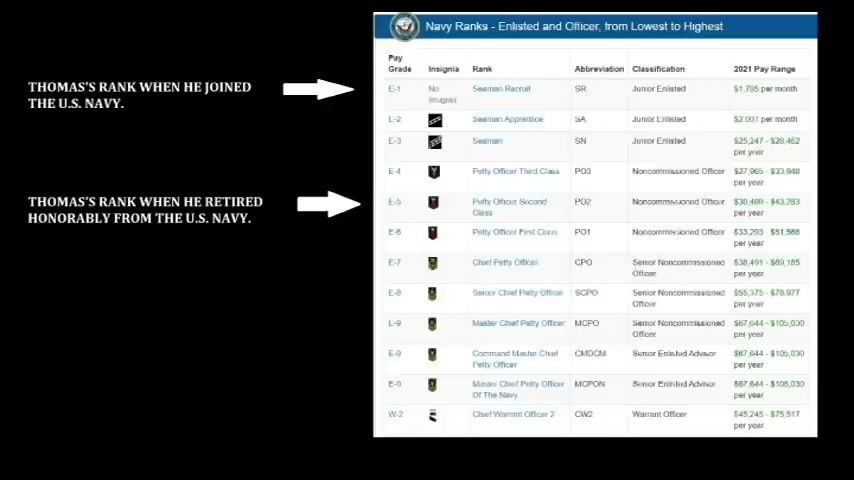 Navy Ranks - Enlisted and Officer, from Lowest to Highest
THOMAS'S RANK WHEN HE JOINED
THE U.S. NAVY.
THOMAS'S RANK WHEN HE RETIRED
HONORABLY FROM THE U.S. NAVY.
Pay Grade Insignia Rank Abbreviation Classification 2021 Pay Range
E-1 No Insignia Seaman Recruit SR Junior Enlisted $1,785 per month
E-2 Seaman Apprentice SA Junior Enlisted per month
E-3 Seaman SN Junior Enlisted $25,247 - $28,462 per year
E-4 Petty Officer Third Class PO3 Noncommissioned Officer $27,965 - $33,948 per year
E-5 Petty Officer Second Class PO2 Noncommissioned Officer $30,499 - $43,283 per year
E-6 Petty Officer First Class PO1 Noncommissioned Officer $33,293 - $51,566 per year
E-7 Chief Petty Officer CPO Senior Noncommissioned Officer $38,491 - $69,185 per year
E-8 Senior Chief Petty Officer SCPO Senior Noncommissioned Officer $55,375 - $78,977 per year
E-9 Master Chief Petty Officer MCPO Senior Noncommissioned Officer $67,644 - $105,030 per year
E-9 Command Master Chief Petty Officer CMDCM Senior Enlisted Advisor $67,644 - $105,030 per year
E-9 Master Chief Petty Officer Of The Navy MCPON Senior Enlisted Advisor $67,644 - $105,030 per year
W-2 Chief Warrant Officer 2 CW2 Warrant Officer $45,245 - $75,517 per year